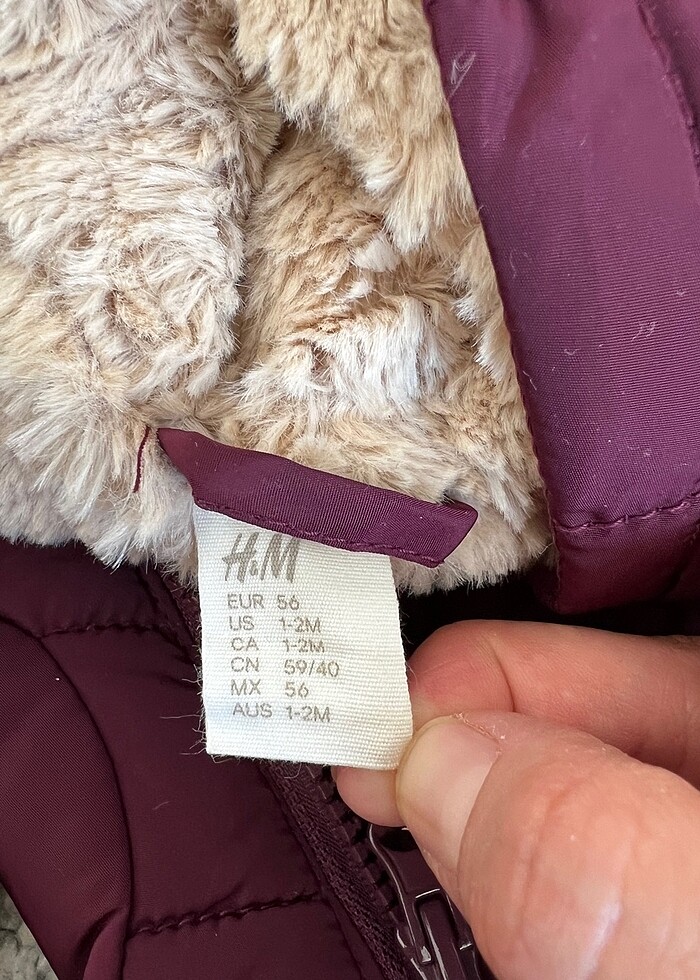 H&M
EUR 56
US 1-2M
CA 1-2M
CN 59/40
MX 56
AUS 1-2M